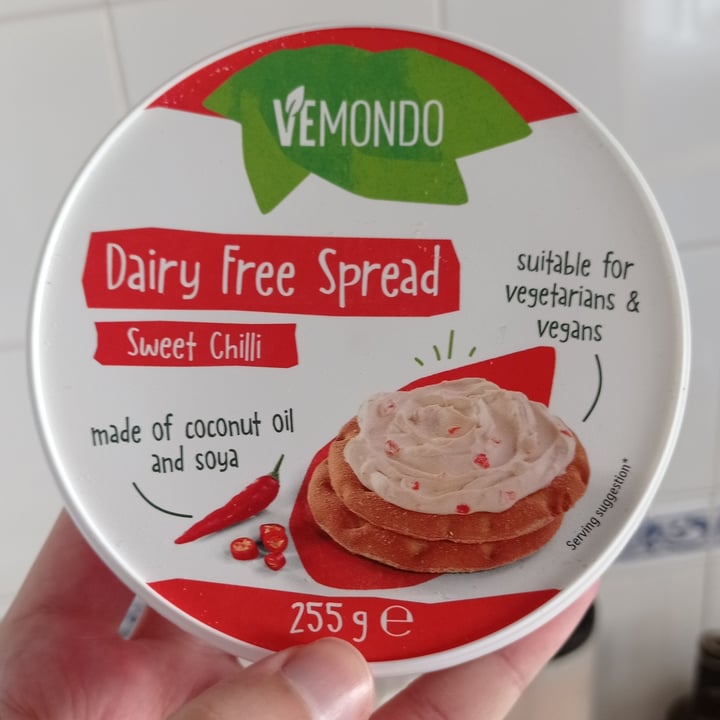 VEMONDO
Dairy Free Spread
Sweet Chilli
suitable for
vegetarians &
vegans
made of coconut oil
and soya
Serving suggestion*
255 g e